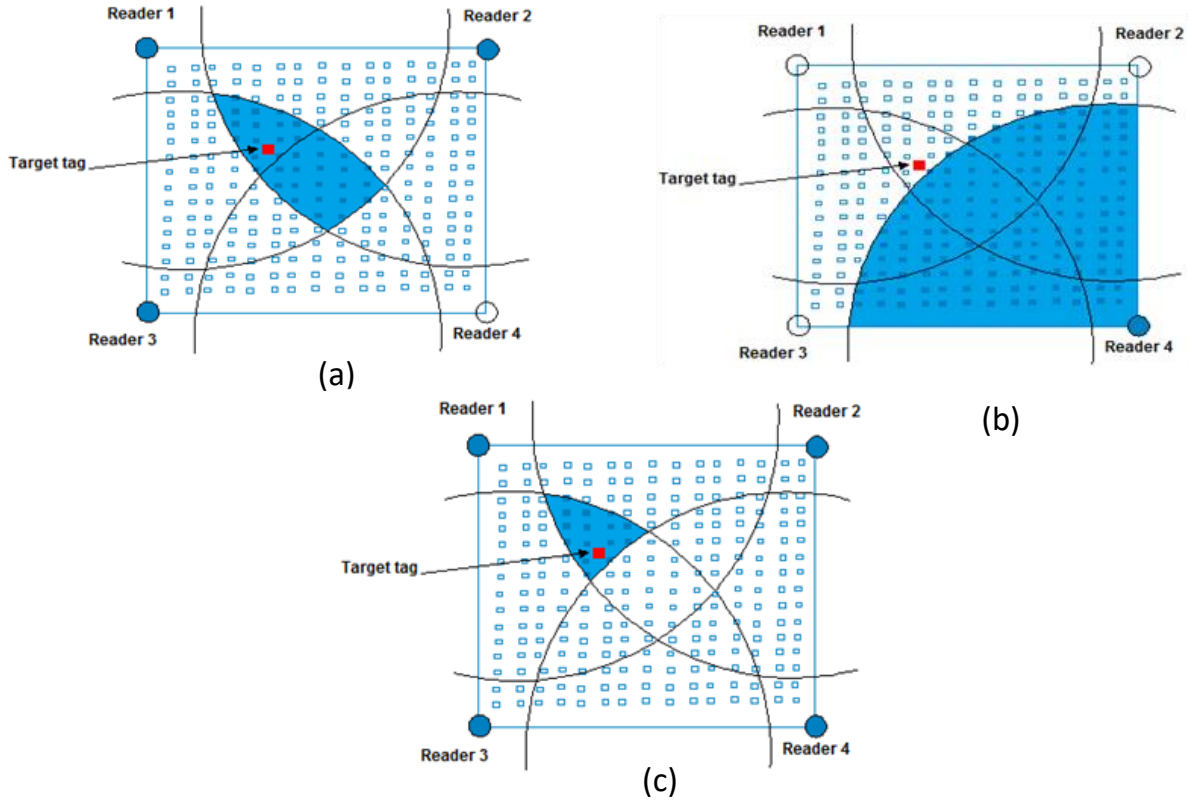 Reader 1
Reader 2
Target tag
Reader 3
Reader 4
(a)
Reader 1
Reader 2
Target tag
Reader 3
Reader 4
(b)
Reader 1
Reader 2
Target tag
Reader 3
Reader 4
(c)